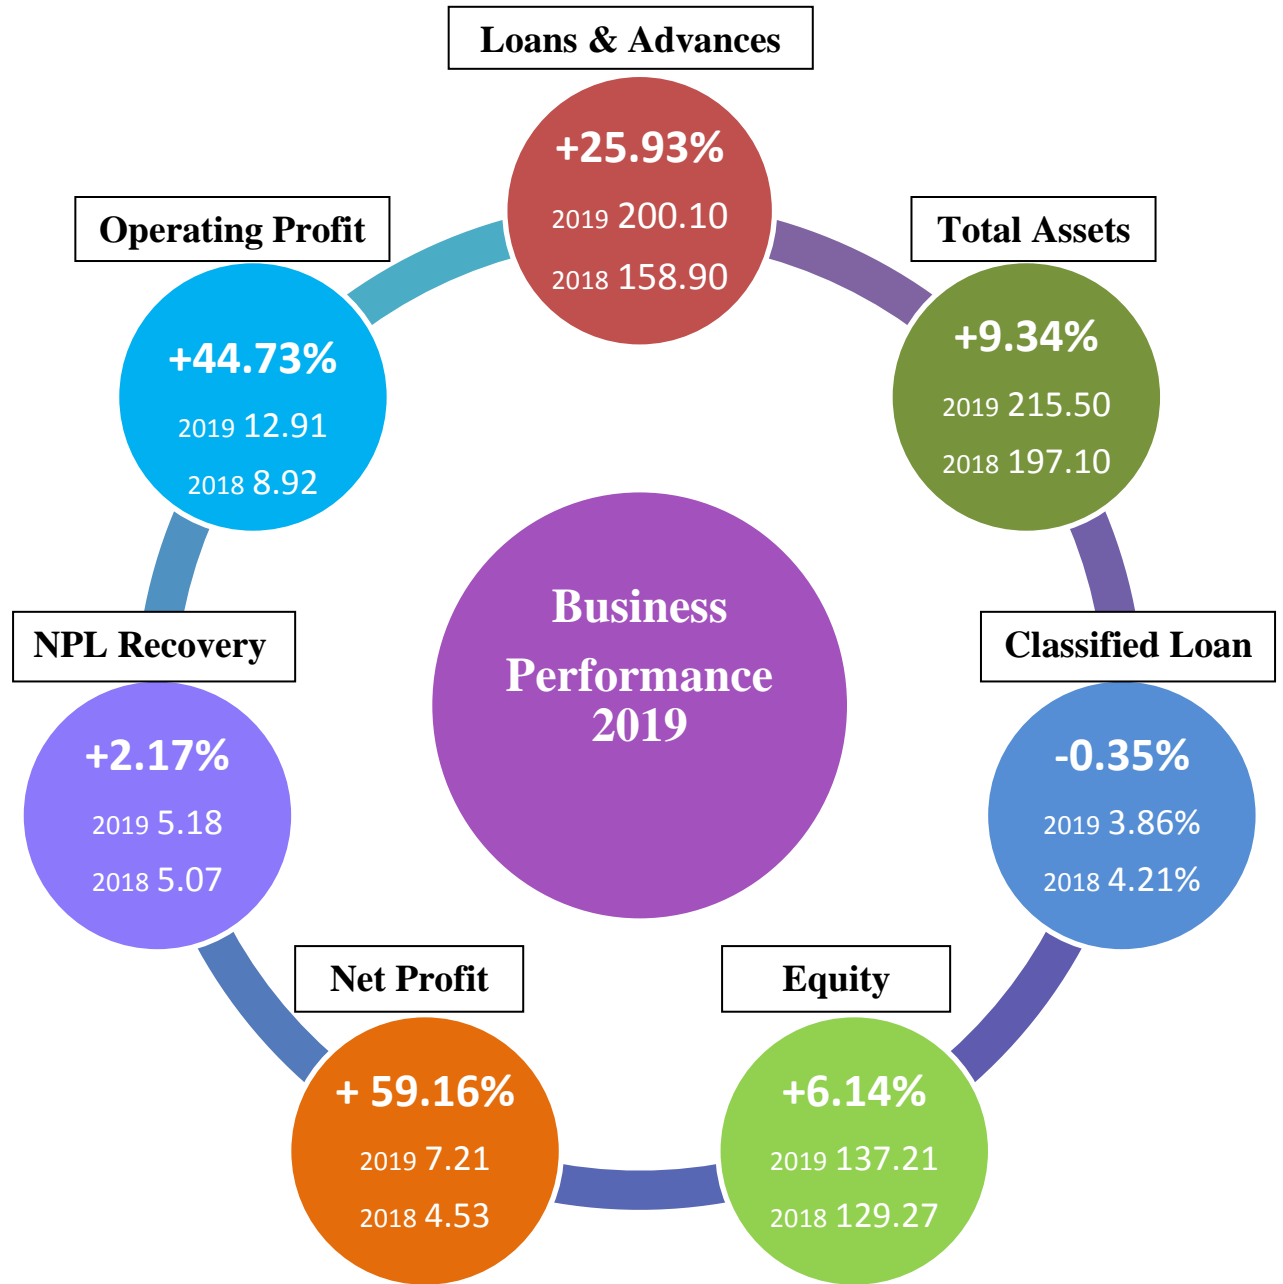 Loans & Advances
+25.93%
2019 200.10
2018 158.90
Operating Profit
+44.73%
2019 12.91
2018 8.92
Total Assets
+9.34%
2019 215.50
2018 197.10
Business
Performance
2019
NPL Recovery
+2.17%
2019 5.18
2018 5.07
Classified Loan
-0.35%
2019 3.86%
2018 4.21%
Net Profit
+ 59.16%
2019 7.21
2018 4.53
Equity
+6.14%
2019 137.21
2018 129.27